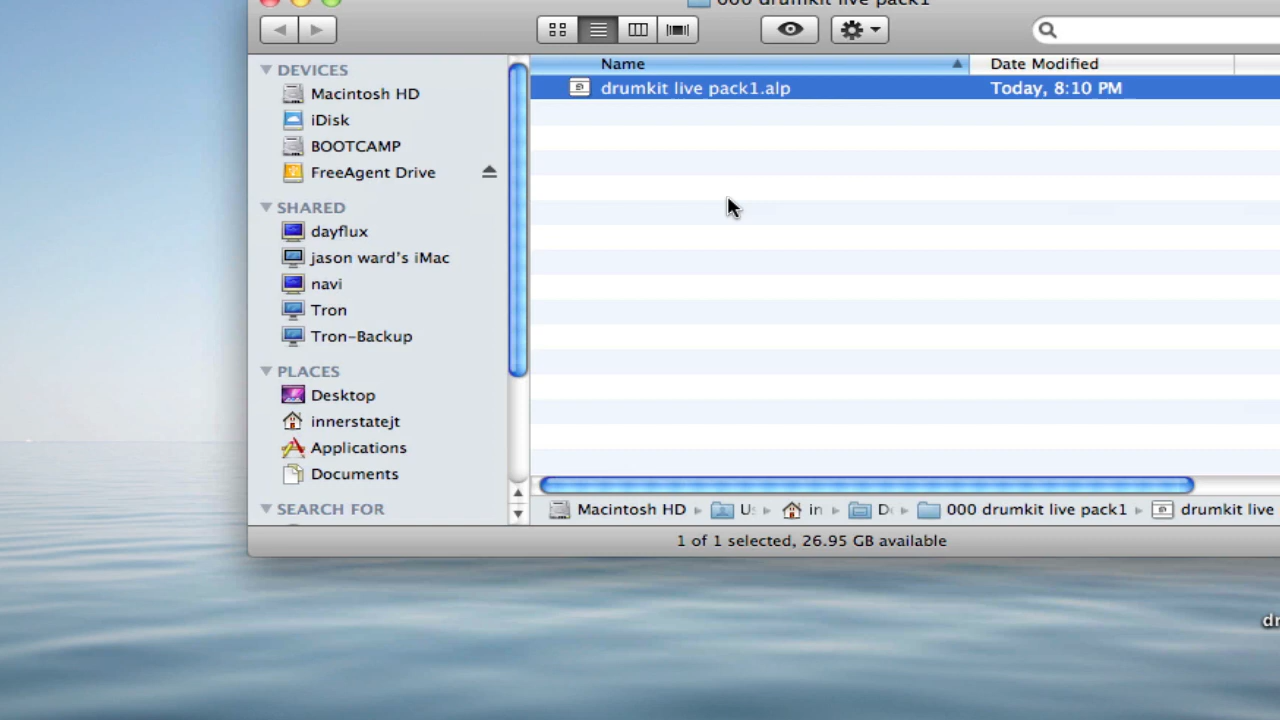 000 drumkit live pack1
Name
Date Modified
drumkit live pack1.alp
Today, 8:10 PM
DEVICES
Macintosh HD
iDisk
BOOTCAMP
FreeAgent Drive
SHARED
dayflux
jason ward's iMac
navi
Tron
Tron-Backup
PLACES
Desktop
innerstatejt
Applications
Documents
SEARCH FOR
Macintosh HD U in D 000 drumkit live pack1 drumkit live
1 of 1 selected, 26.95 GB available